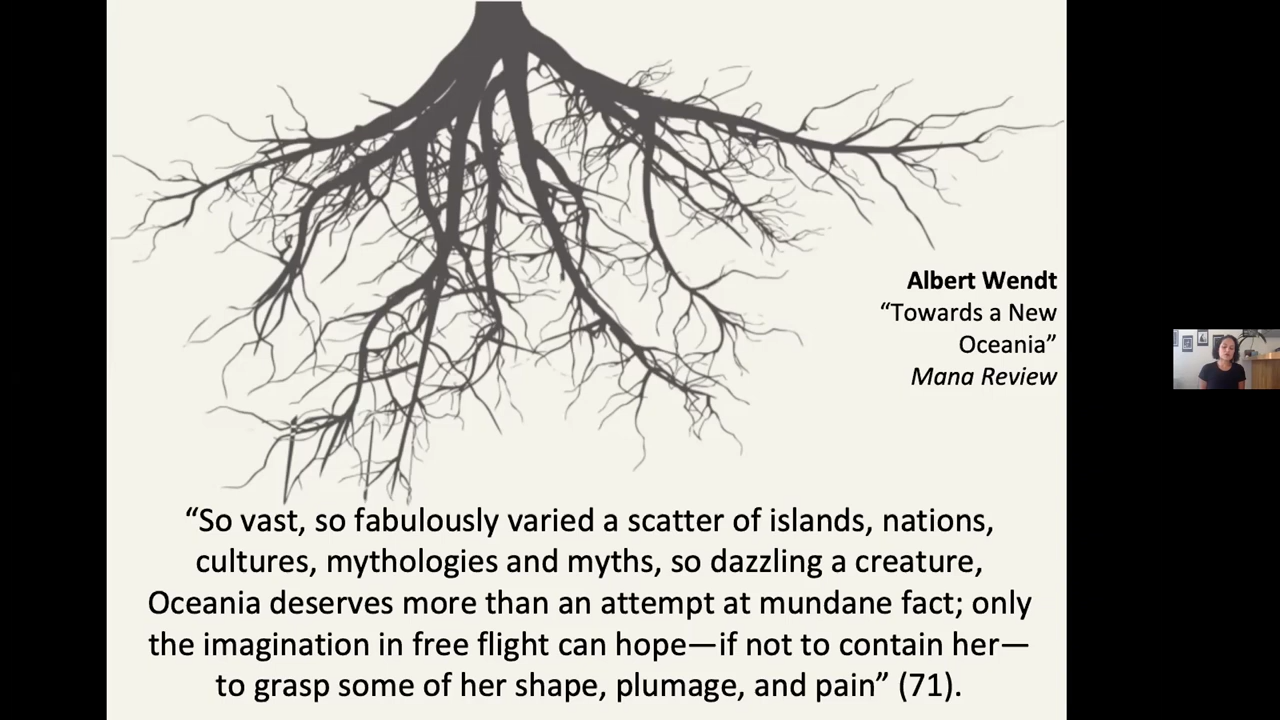 Albert Wendt
“Towards a New
Oceania”
Mana Review
“So vast, so fabulously varied a scatter of islands, nations,
cultures, mythologies and myths, so dazzling a creature,
Oceania deserves more than an attempt at mundane fact; only
the imagination in free flight can hope—if not to contain her—
to grasp some of her shape, plumage, and pain” (71).